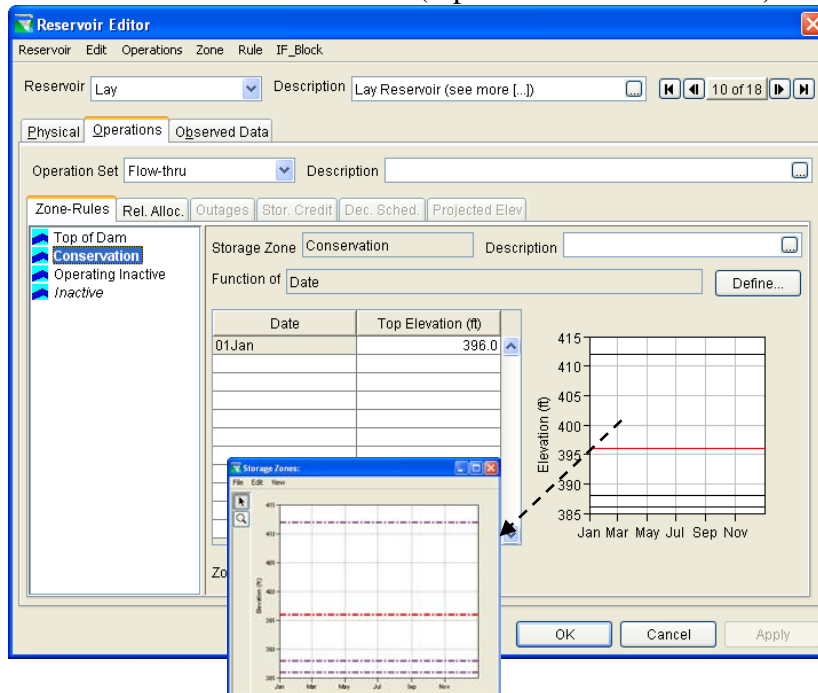 Reservoir Editor
Reservoir Edit Operations Zone Rule IF_Block
Reservoir Lay Description Lay Reservoir (see more [...]) ... 10 of 18
Physical Operations Observed Data
Operation Set Flow-thru Description ...
Zone-Rules Rel. Alloc. Outages Stor. Credit Dec. Sched. Projected Elev
Top of Dam
Conservation
Operating Inactive
Inactive
Storage Zone Conservation Description ...
Function of Date Define...
Date Top Elevation (ft)
01Jan 396.0
415
410
405
400
395
390
385
Elevation (ft)
Jan Mar May Jul Sep Nov
Zo
Storage Zones:
File Edit View
Elevation (ft)
Jan Mar May Jul Sep Nov
OK Cancel Apply